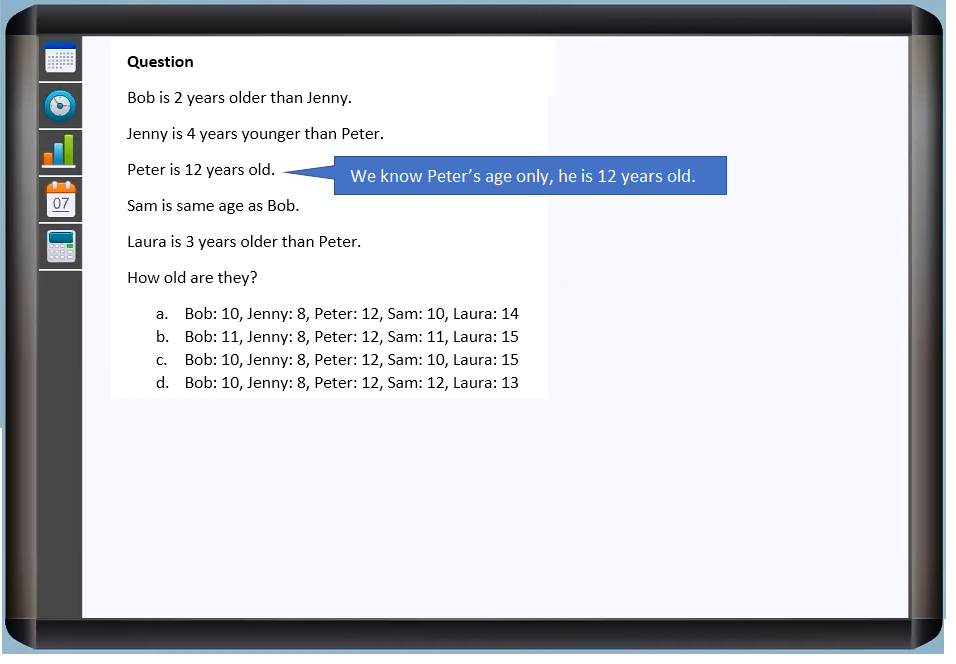 Question
Bob is 2 years older than Jenny.
Jenny is 4 years younger than Peter.
Peter is 12 years old.
We know Peter's age only, he is 12 years old.
Sam is same age as Bob.
Laura is 3 years older than Peter.
How old are they?
a. Bob: 10, Jenny: 8, Peter: 12, Sam: 10, Laura: 14
b. Bob: 11, Jenny: 8, Peter: 12, Sam: 11, Laura: 15
c. Bob: 10, Jenny: 8, Peter: 12, Sam: 10, Laura: 15
d. Bob: 10, Jenny: 8, Peter: 12, Sam: 12, Laura: 13
07